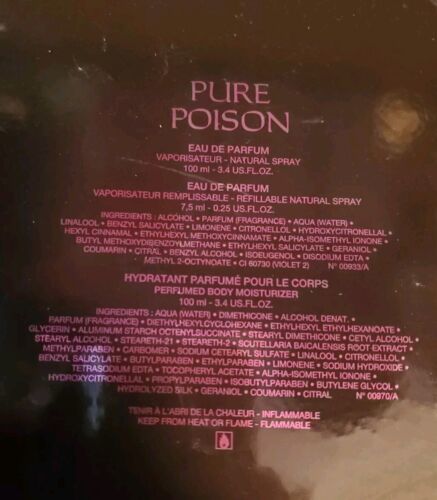 PURE
POISON
EAU DE PARFUM
VAPORISATEUR - NATURAL SPRAY
100 ml - 3.4 US.FL.OZ.
EAU DE PARFUM
VAPORISATEUR REMPLISSABLE - REFILLABLE NATURAL SPRAY
7,5 ml - 0.25 US.FL.OZ.
INGREDIENTS : ALCOHOL • PARFUM (FRAGRANCE) • AQUA (WATER) •
LINALOOL • BENZYL SALICYLATE • LIMONENE • CITRONELLOL • HYDROXYCITRONELLAL •
HEXYL CINNAMAL • ETHYLHEXYL METHOXYCINNAMATE • ALPHA-ISOMETHYL IONONE •
BUTYL METHOXYDIBENZOYLMETHANE • ETHYLHEXYL SALICYLATE • GERANIOL •
COUMARIN • CITRAL • BENZYL ALCOHOL • ISOEUGENOL • DISODIUM EDTA •
METHYL 2-OCTYNOATE • CI 60730 (VIOLET 2) N° 00933/A
HYDRATANT PARFUMÉ POUR LE CORPS
PERFUMED BODY MOISTURIZER
100 ml - 3.4 US.FL.OZ.
INGREDIENTS : AQUA (WATER) • DIMETHICONE • ALCOHOL DENAT. •
PARFUM (FRAGRANCE) • DIETHYLHEXYLCYCLOHEXANE • ETHYLHEXYL ETHYLHEXANOATE •
GLYCERIN • ALUMINUM STARCH OCTENYLSUCCINATE • STEARYL DIMETHICONE • CETYL ALCOHOL •
STEARYL ALCOHOL • STEARETH-21 • STEARETH-2 • SCUTELLARIA BAICALENSIS ROOT EXTRACT •
METHYLPARABEN • CARBOMER • SODIUM CETEARYL SULFATE • LINALOOL • CITRONELLOL •
BENZYL SALICYLATE • BUTYLPARABEN • ETHYLPARABEN • LIMONENE • SODIUM HYDROXIDE •
TETRASODIUM EDTA • TOCOPHERYL ACETATE • ALPHA-ISOMETHYL IONONE •
HYDROXYCITRONELLAL • PROPYLPARABEN • ISOBUTYLPARABEN • BUTYLENE GLYCOL •
HYDROLYZED SILK • GERANIOL • COUMARIN • CITRAL N° 00870/A
TENIR À L'ABRI DE LA CHALEUR - INFLAMMABLE
KEEP FROM HEAT OR FLAME - FLAMMABLE